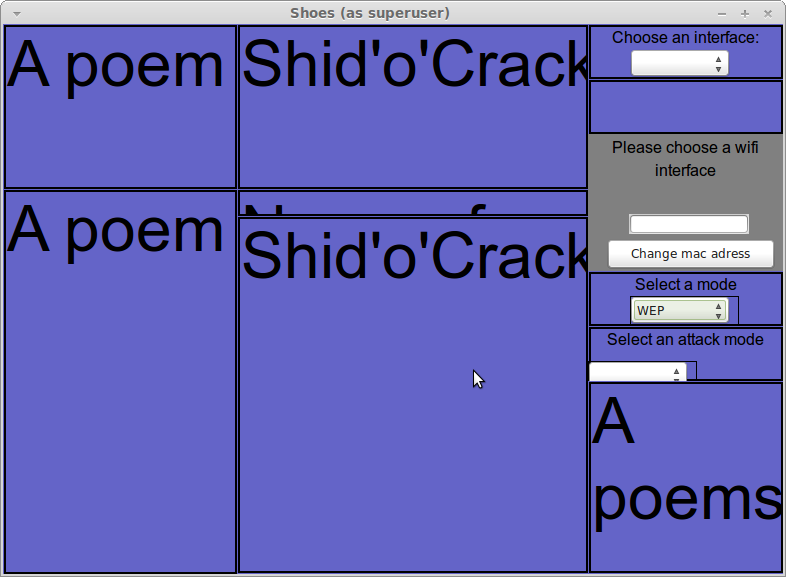 Shoes (as superuser)
A poem
Shid'o'Crack
Choose an interface:
Please choose a wifi
interface
Change mac adress
Select a mode
WEP
Select an attack mode
A poem
Shid'o'Crack
A
poems